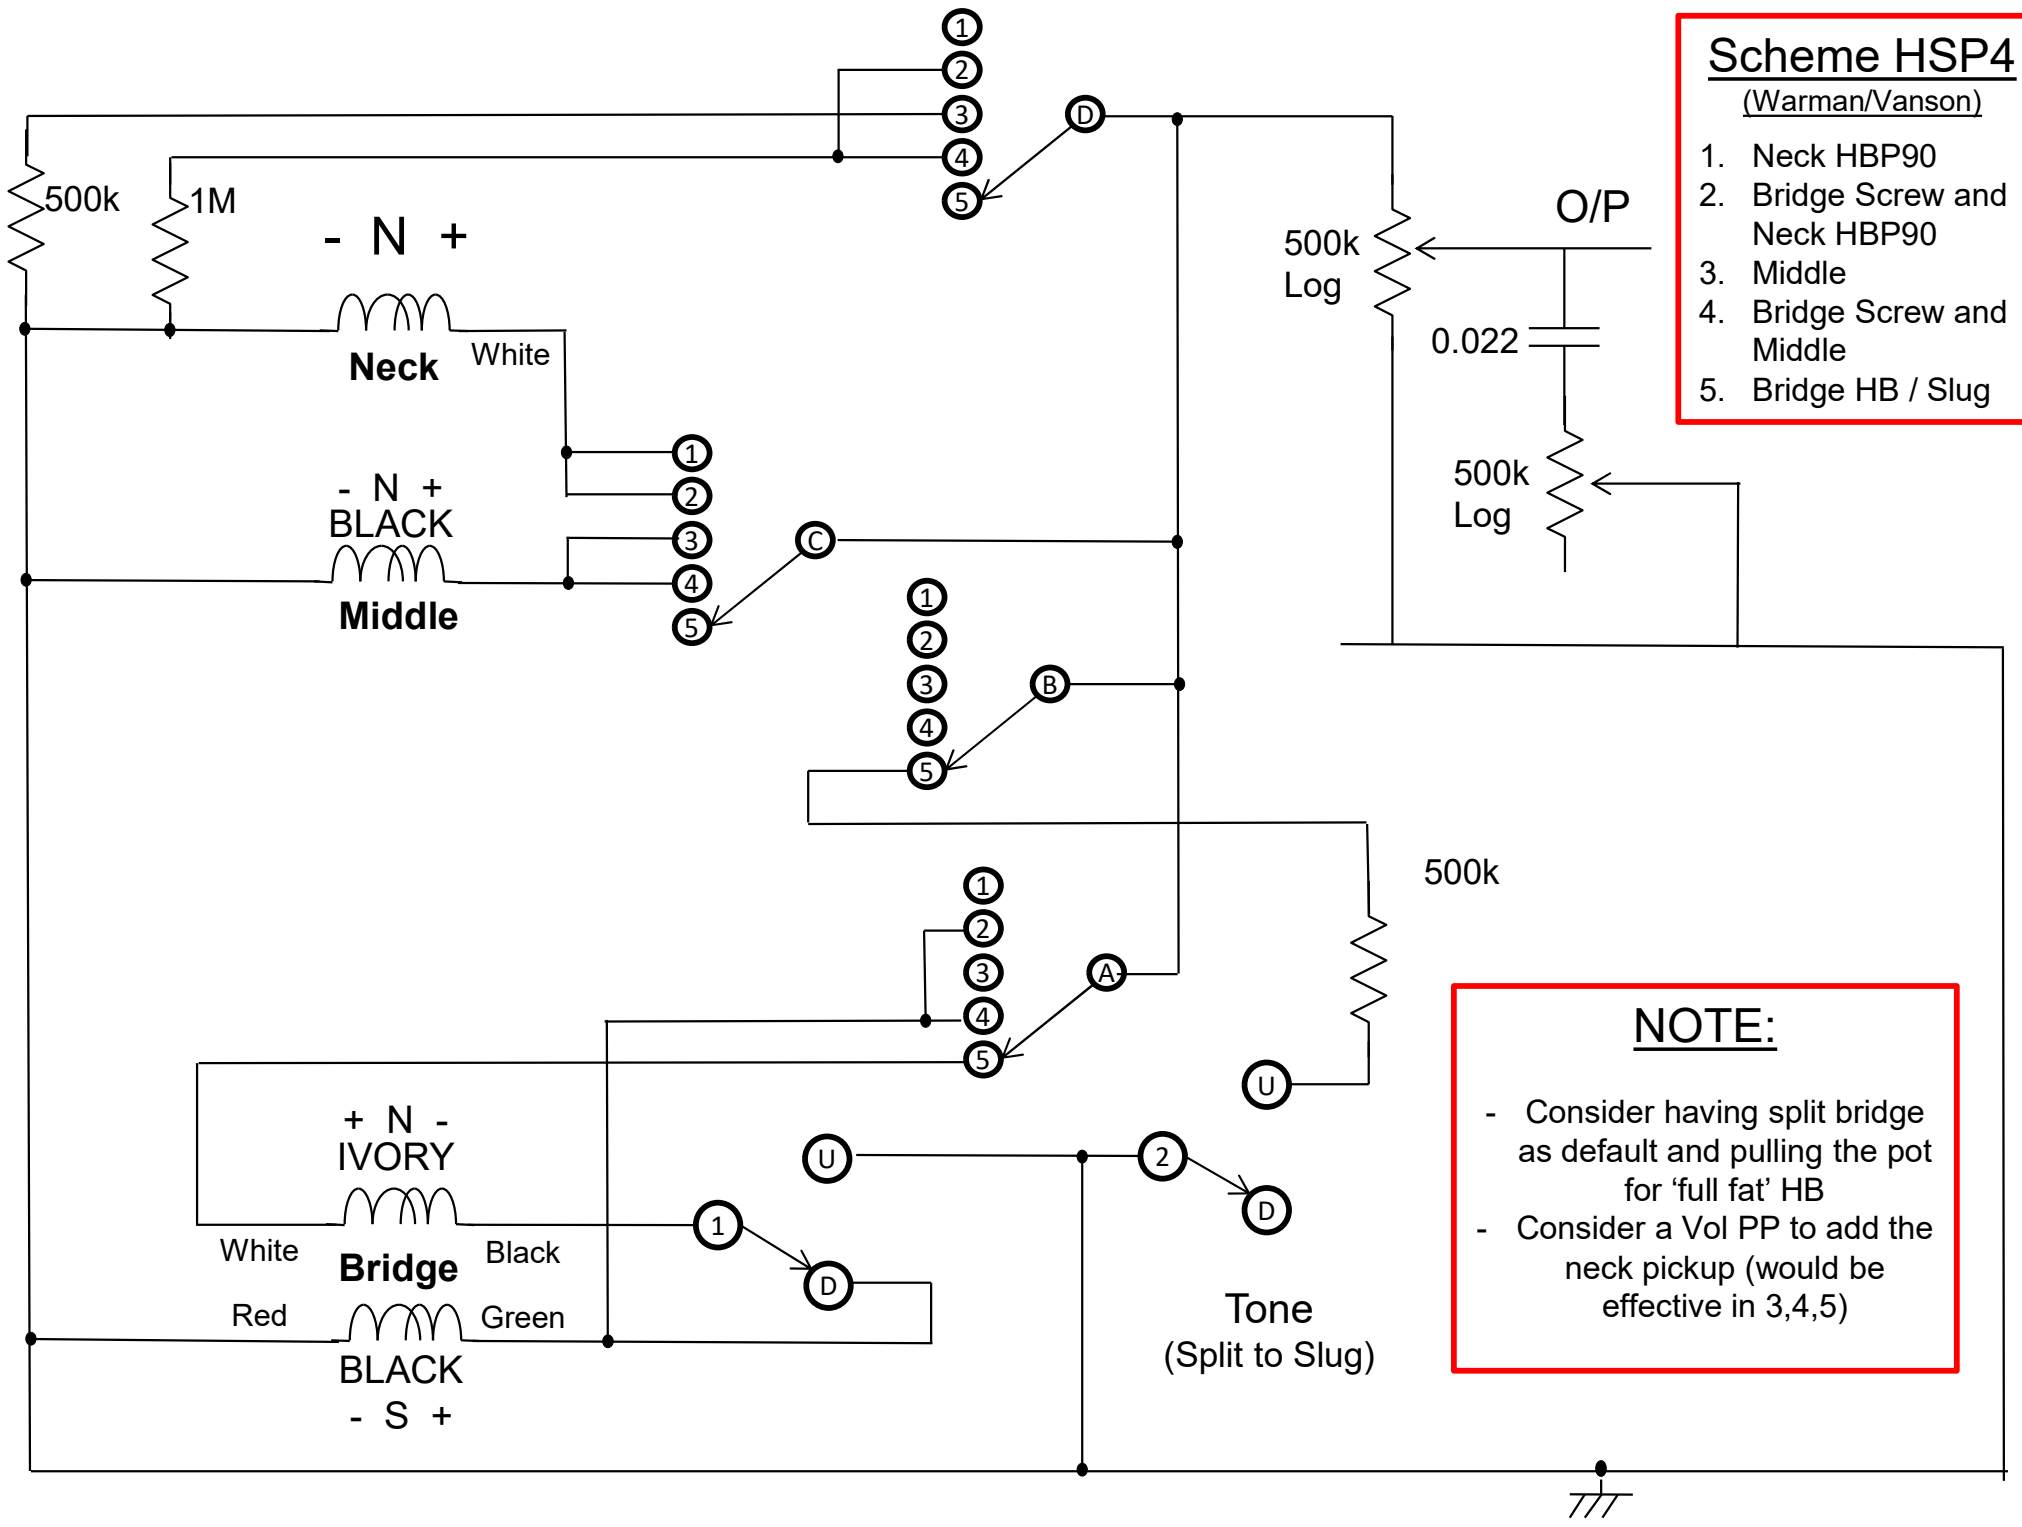 1
2
3
4
5
D
500k
1M
- N +
Neck
White
- N +
BLACK
Middle
1
2
3
4
5
C
1
2
3
4
5
B
500k
Log
O/P
0.022
500k
Log
Scheme HSP4
(Warman/Vanson)
1. Neck HBP90
2. Bridge Screw and
Neck HBP90
3. Middle
4. Bridge Screw and
Middle
5. Bridge HB / Slug
500k
1
2
3
4
5
A
U
U
2
D
1
D
+ N -
IVORY
White
Bridge
Black
Red
Green
BLACK
- S +
Tone
(Split to Slug)
NOTE:
- Consider having split bridge
as default and pulling the pot
for ‘full fat’ HB
- Consider a Vol PP to add the
neck pickup (would be
effective in 3,4,5)